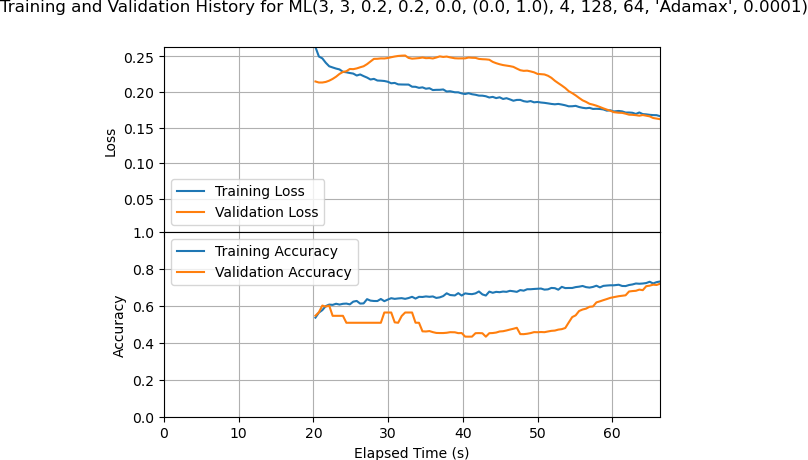 Training and Validation History for ML(3, 3, 0.2, 0.2, 0.0, (0.0, 1.0), 4, 128, 64, 'Adamax', 0.0001)
0.25
0.20
0.15
0.10
0.05
Loss
Training Loss
Validation Loss
1.0
0.8
0.6
0.4
0.2
0.0
Accuracy
Training Accuracy
Validation Accuracy
0 10 20 30 40 50 60
Elapsed Time (s)